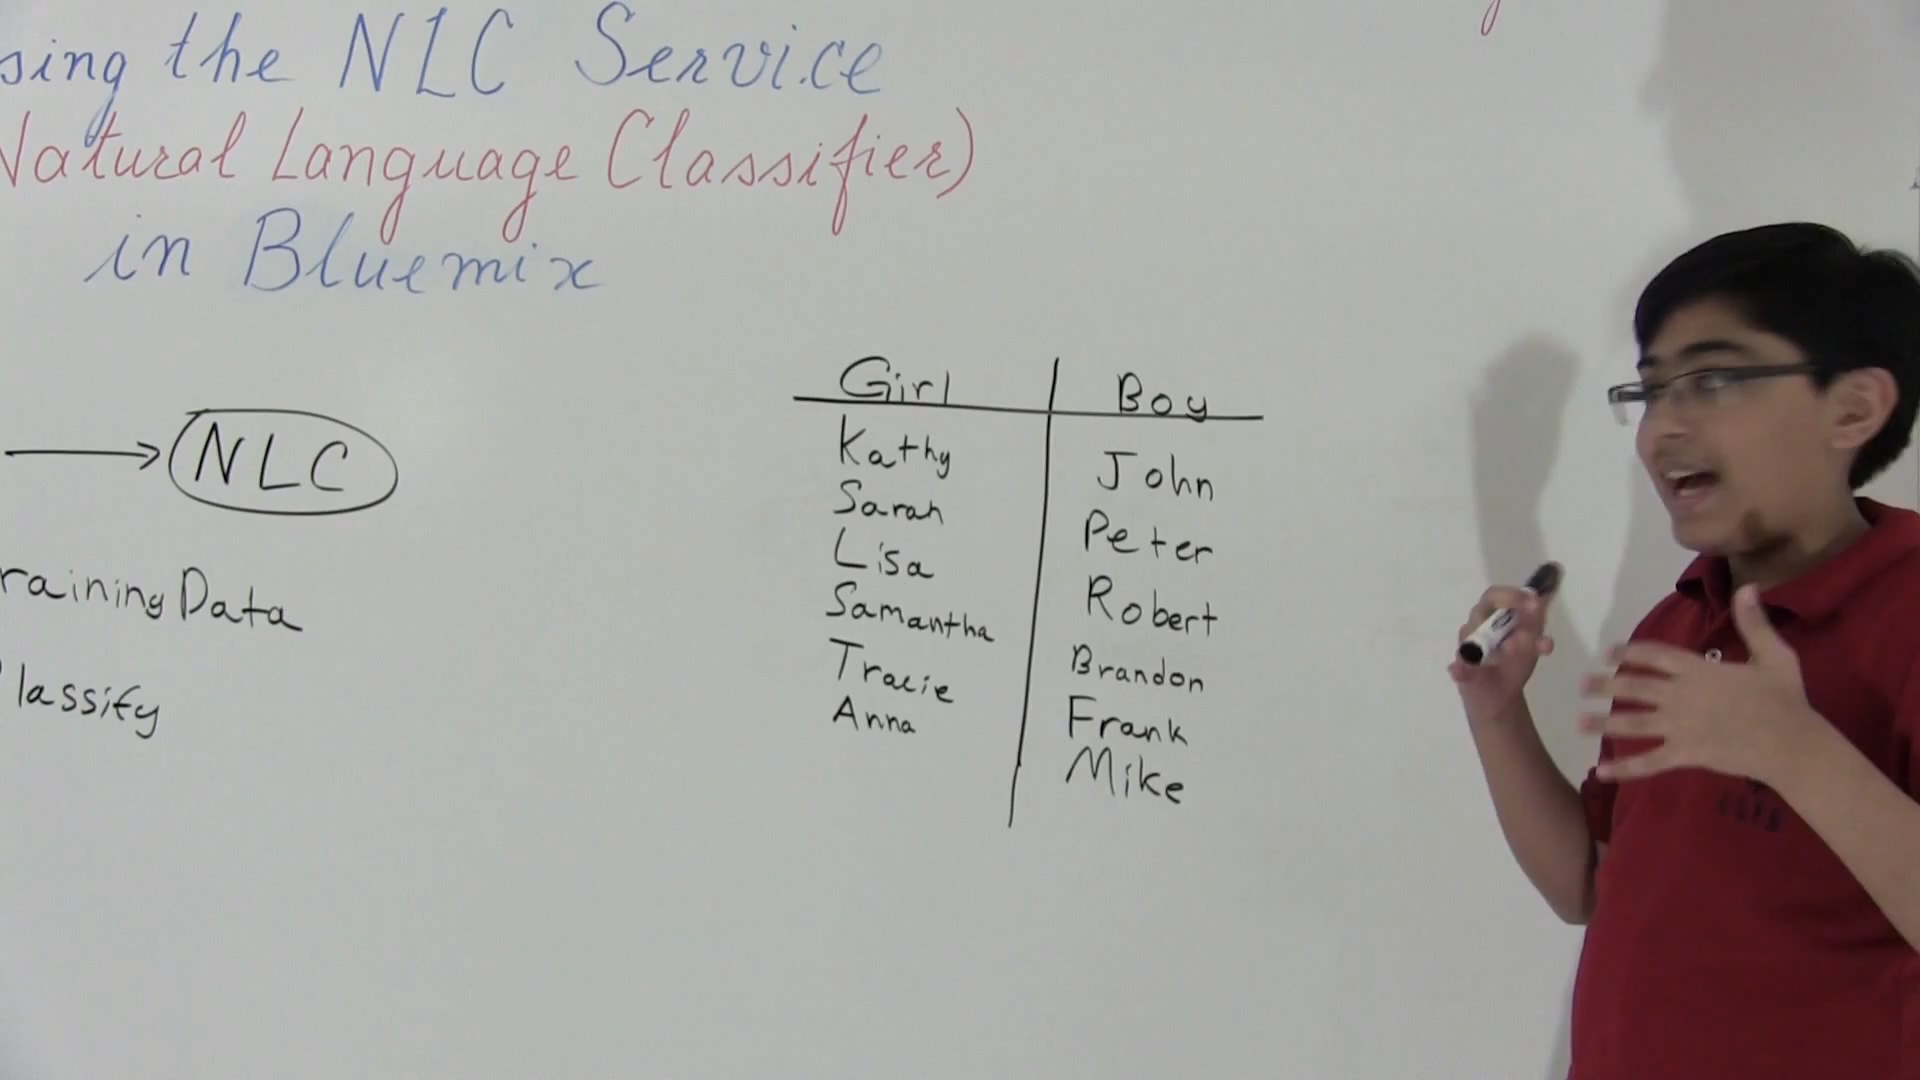 sing the NLC Service
Natural Language Classifier)
in Bluemix
NLC
raining Data
lassify
Girl Boy
Kathy John
Sarah Peter
Lisa Robert
Samantha Brandon
Tracie Frank
Anna Mike